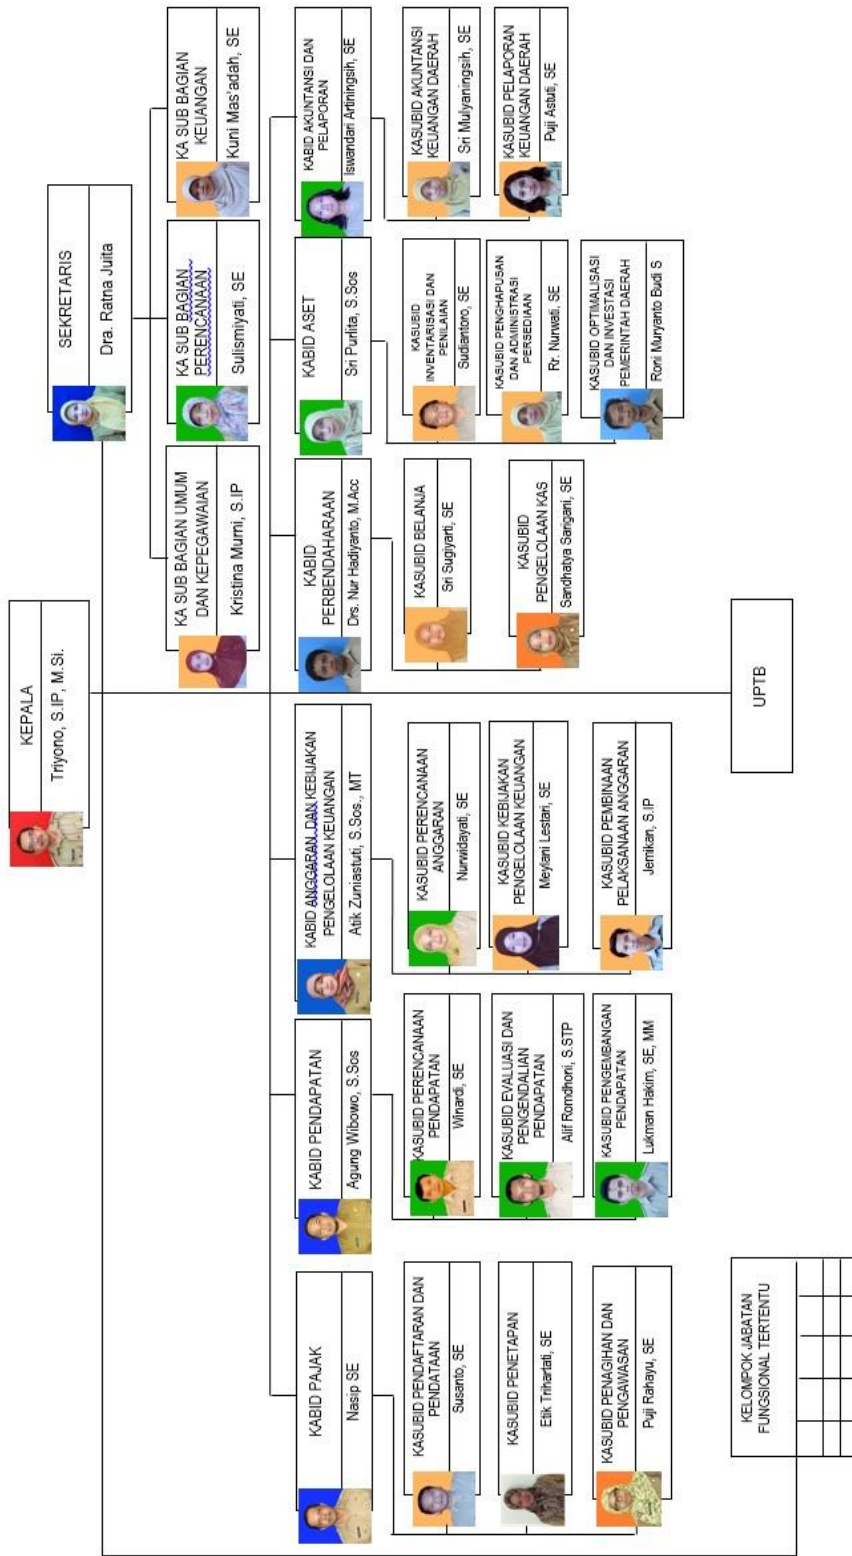 KEPALA
Triyono, S.IP, M.Si.
SEKRETARIS
Dra. Ratna Juita
KA SUB BAGIAN UMUM
DAN KEPEGAWAIAN
Kristina Murni, S.IP
KA SUB BAGIAN
PERENCANAAN
Sulismiyati, SE
KA SUB BAGIAN
KEUANGAN
Kuni Mas'adah, SE
KABID PAJAK
Nasip SE
KABID PENDAPATAN
Agung Wibowo, S.Sos
KABID ANGGARAN DAN KEBIJAKAN
PENGELOLAAN KEUANGAN
Atik Zuniastuti, S.Sos., MT
KABID
PERBENDAHARAAN
Drs. Nur Hadiyanto, M.Acc
KABID ASET
Sri Purlita, S.Sos
KABID AKUNTANSI DAN
PELAPORAN
Iswandari Artiningsih, SE
KASUBID PENDAFTARAN DAN
PENDATAAN
Susanto, SE
KASUBID PENETAPAN
Etik Trihartati, SE
KASUBID PENAGIHAN DAN
PENGAWASAN
Puji Rahayu, SE
KASUBID PERENCANAAN
PENDAPATAN
Winardi, SE
KASUBID EVALUASI DAN
PENGENDALIAN
PENDAPATAN
Alif Romdhoni, S.STP
KASUBID PENGEMBANGAN
PENDAPATAN
Lukman Hakim, SE, MM
KASUBID PERENCANAAN
ANGGARAN
Nurwidayati, SE
KASUBID KEBIJAKAN
PENGELOLAAN KEUANGAN
Meylani Lestari, SE
KASUBID PEMBINAAN
PELAKSANAAN ANGGARAN
Jemikan, S.IP
KASUBID BELANJA
Sri Sugiyarti, SE
KASUBID
PENGELOLAAN KAS
Sandhatya Sarigani, SE
KASUBID
INVENTARISASI DAN
PENILAIAN
Sudiantoro, SE
KASUBID PENGHAPUSAN
DAN ADMINISTRASI
PERSEDIAAN
Rr. Nurwati, SE
KASUBID OPTIMALISASI
DAN INVESTASI
PEMERINTAH DAERAH
Roni Muryanto Budi S
KASUBID AKUNTANSI
KEUANGAN DAERAH
Sri Mulyaningsih, SE
KASUBID PELAPORAN
KEUANGAN DAERAH
Puji Astuti, SE
KELOMPOK JABATAN
FUNGSIONAL TERTENTU
UPTB